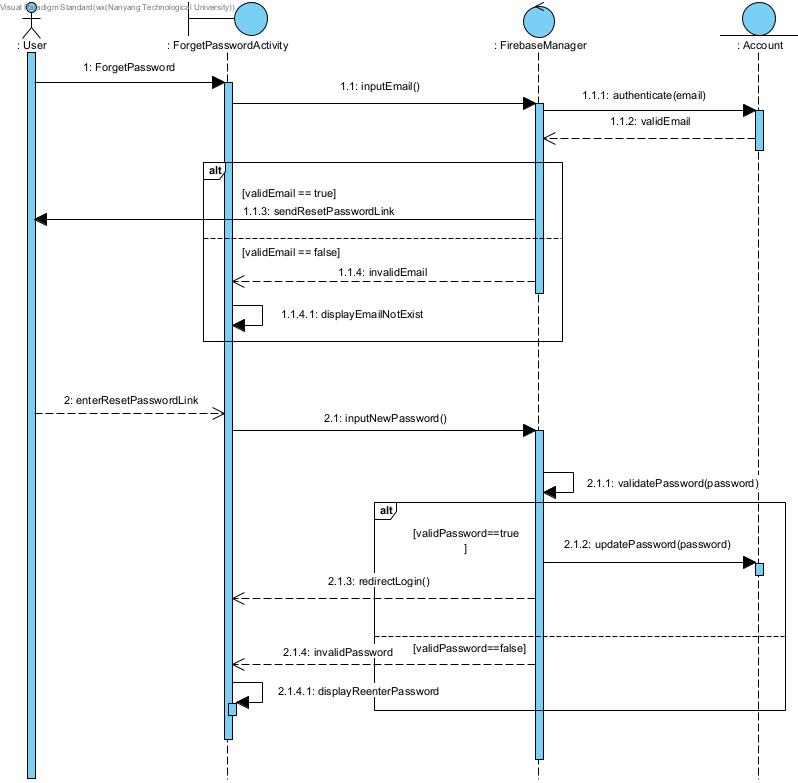 Visual Paradigm Standard(wx(Nanyang Technological University))
: User
: ForgetPasswordActivity
: FirebaseManager
: Account
1: ForgetPassword
1.1: inputEmail()
1.1.1: authenticate(email)
1.1.2: validEmail
alt
[validEmail == true]
1.1.3: sendResetPasswordLink
[validEmail == false]
1.1.4: invalidEmail
1.1.4.1: displayEmailNotExist
2: enterResetPasswordLink
2.1: inputNewPassword()
2.1.1: validatePassword(password)
alt
[validPassword==true
]
2.1.2: updatePassword(password)
2.1.3: redirectLogin()
[validPassword==false]
2.1.4: invalidPassword
2.1.4.1: displayReenterPassword